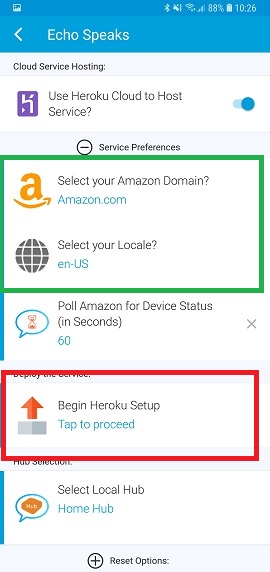 88% 10:26
Echo Speaks
Cloud Service Hosting:
Use Heroku Cloud to Host
Service?
Service Preferences
Select your Amazon Domain?
Amazon.com
Select your Locale?
en-US
Poll Amazon for Device Status
(in Seconds)
60
Deploy the Service:
Begin Heroku Setup
Tap to proceed
Hub Selection:
Hub
Select Local Hub
Home Hub
Reset Options: